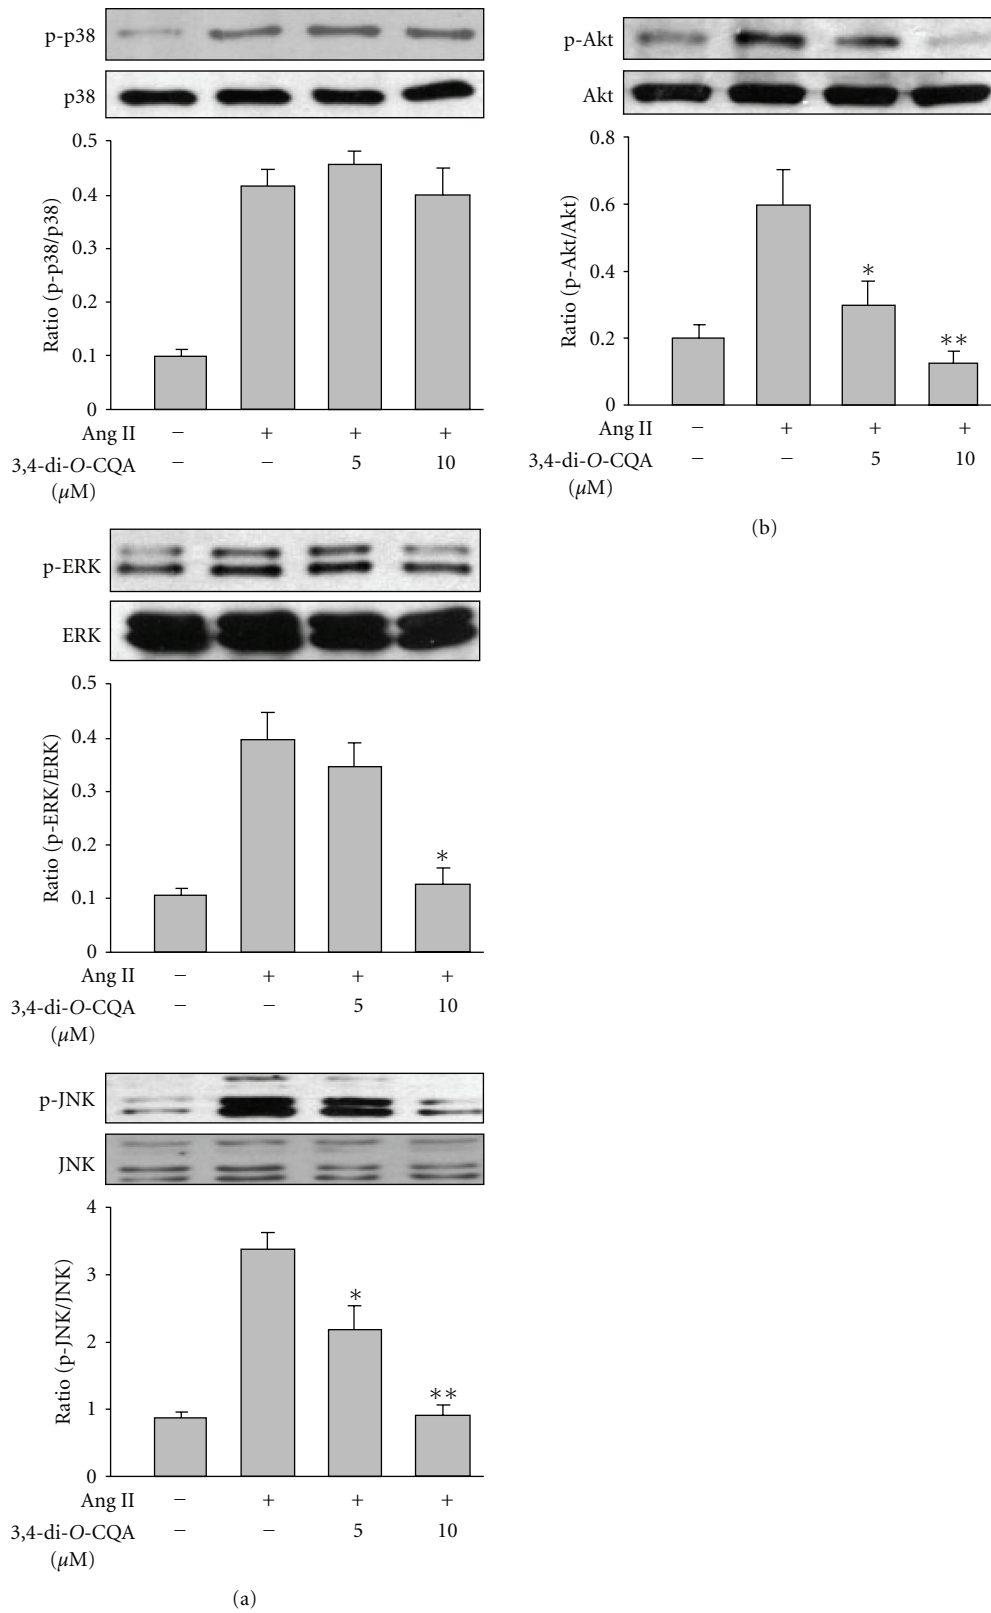 p-p38
p38
0.5
0.4
0.3
0.2
0.1
0
Ratio (p-p38/p38)
Ang II − + + +
3,4-di-O-CQA − − 5 10
(μM)
p-ERK
ERK
0.5
0.4
0.3
0.2
0.1
0
Ratio (p-ERK/ERK)
*
Ang II − + + +
3,4-di-O-CQA − − 5 10
(μM)
p-JNK
JNK
4
3
2
1
0
Ratio (p-JNK/JNK)
*
**
Ang II − + + +
3,4-di-O-CQA − − 5 10
(μM)
(a)
p-Akt
Akt
0.8
0.6
0.4
0.2
0
Ratio (p-Akt/Akt)
*
**
Ang II − + + +
3,4-di-O-CQA − − 5 10
(μM)
(b)